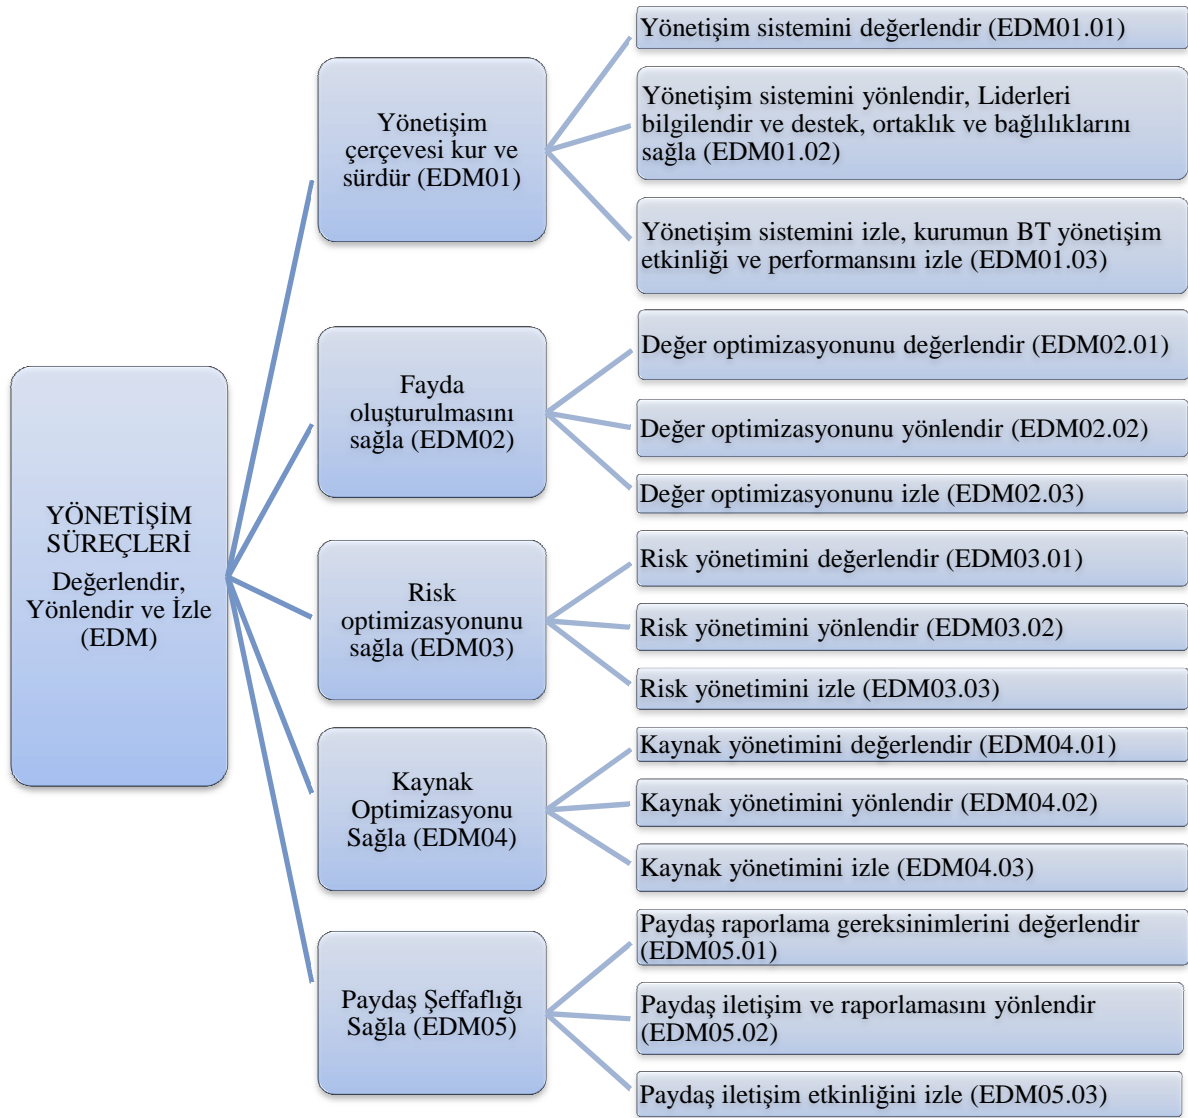 YÖNETİŞİM
SÜREÇLERİ
Değerlendir,
Yönlendir ve İzle
(EDM)
Yönetişim
çerçevesi kur ve
sürdür (EDM01)
Yönetişim sistemini değerlendir (EDM01.01)
Yönetişim sistemini yönlendir, Liderleri
bilgilendir ve destek, ortaklık ve bağlılıklarını
sağla (EDM01.02)
Yönetişim sistemini izle, kurumun BT yönetişim
etkinliği ve performansını izle (EDM01.03)
Fayda
oluşturulmasını
sağla (EDM02)
Değer optimizasyonunu değerlendir (EDM02.01)
Değer optimizasyonunu yönlendir (EDM02.02)
Değer optimizasyonunu izle (EDM02.03)
Risk
optimizasyonunu
sağla (EDM03)
Risk yönetimini değerlendir (EDM03.01)
Risk yönetimini yönlendir (EDM03.02)
Risk yönetimini izle (EDM03.03)
Kaynak
Optimizasyonu
Sağla (EDM04)
Kaynak yönetimini değerlendir (EDM04.01)
Kaynak yönetimini yönlendir (EDM04.02)
Kaynak yönetimini izle (EDM04.03)
Paydaş Şeffaflığı
Sağla (EDM05)
Paydaş raporlama gereksinimlerini değerlendir
(EDM05.01)
Paydaş iletişim ve raporlamasını yönlendir
(EDM05.02)
Paydaş iletişim etkinliğini izle (EDM05.03)